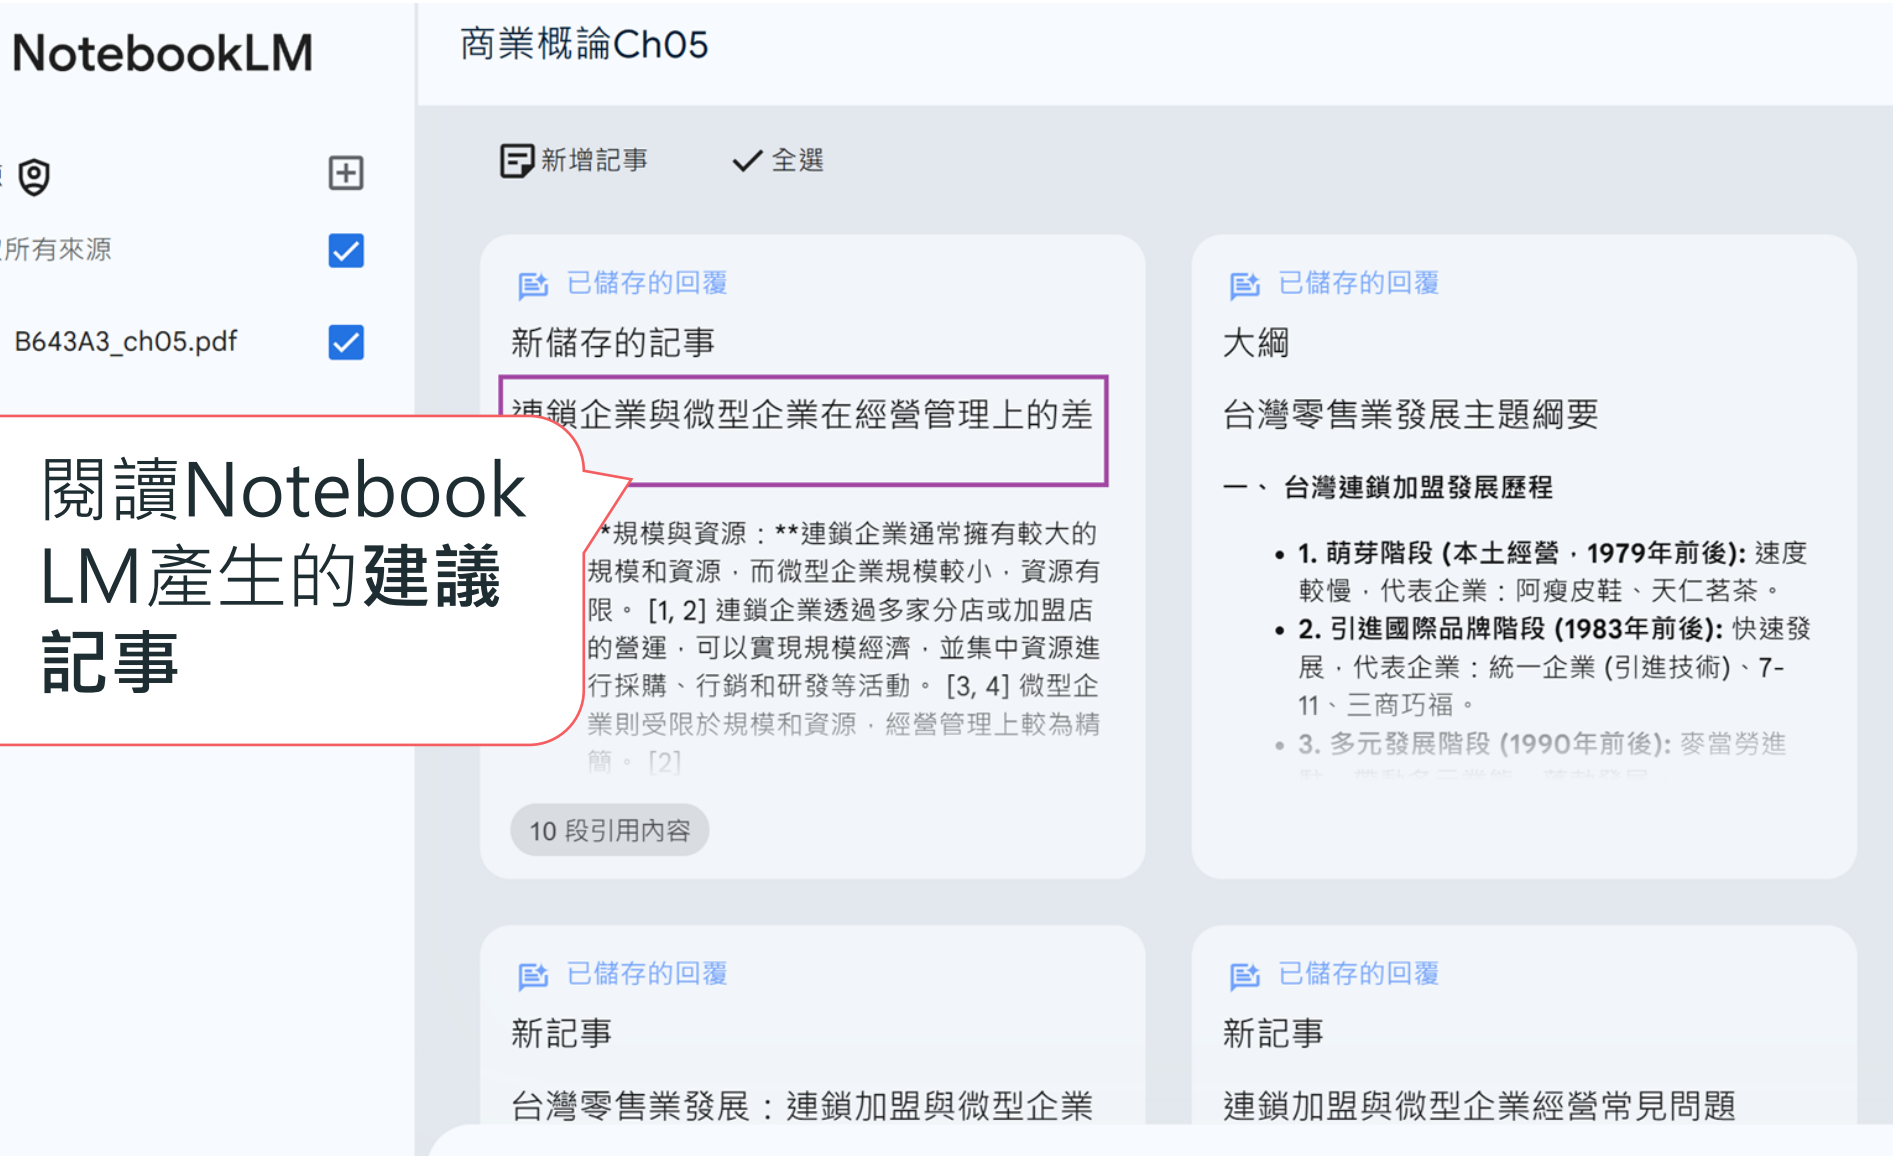 NotebookLM
商業概論Ch05
新增記事
全選
所有來源
B643A3_ch05.pdf
閱讀Notebook
LM產生的建議
記事
已儲存的回覆
新儲存的記事
連鎖企業與微型企業在經營管理上的差
*規模與資源：**連鎖企業通常擁有較大的
規模和資源，而微型企業規模較小，資源有
限。 [1, 2] 連鎖企業透過多家分店或加盟店
的營運，可以實現規模經濟，並集中資源進
行採購、行銷和研發等活動。 [3, 4] 微型企
業則受限於規模和資源，經營管理上較為精
簡。 [2]
10 段引用內容
已儲存的回覆
大綱
台灣零售業發展主題綱要
一、 台灣連鎖加盟發展歷程
• 1. 萌芽階段 (本土經營，1979年前後): 速度
較慢，代表企業：阿瘦皮鞋、天仁茗茶。
• 2. 引進國際品牌階段 (1983年前後): 快速發
展，代表企業：統一企業 (引進技術)、7-
11、三商巧福。
• 3. 多元發展階段 (1990年前後): 麥當勞進
已儲存的回覆
新記事
台灣零售業發展：連鎖加盟與微型企業
已儲存的回覆
新記事
連鎖加盟與微型企業經營常見問題